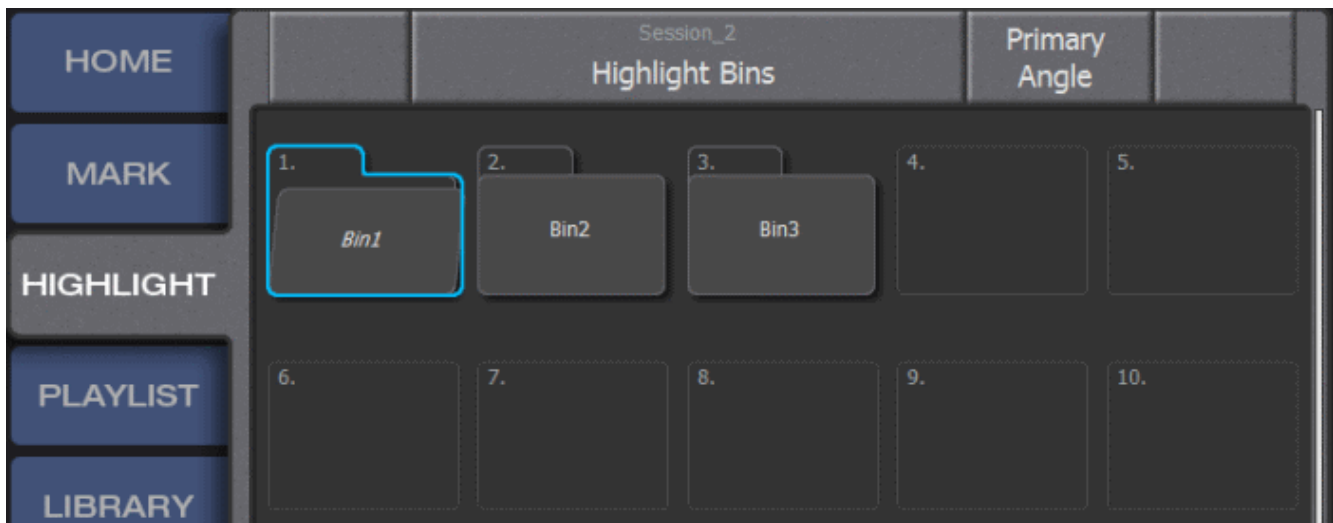 HOME
MARK
HIGHLIGHT
PLAYLIST
LIBRARY
Session_2
Highlight Bins
Primary
Angle
1.
Bin1
2.
Bin2
3.
Bin3
4.
5.
6.
7.
8.
9.
10.